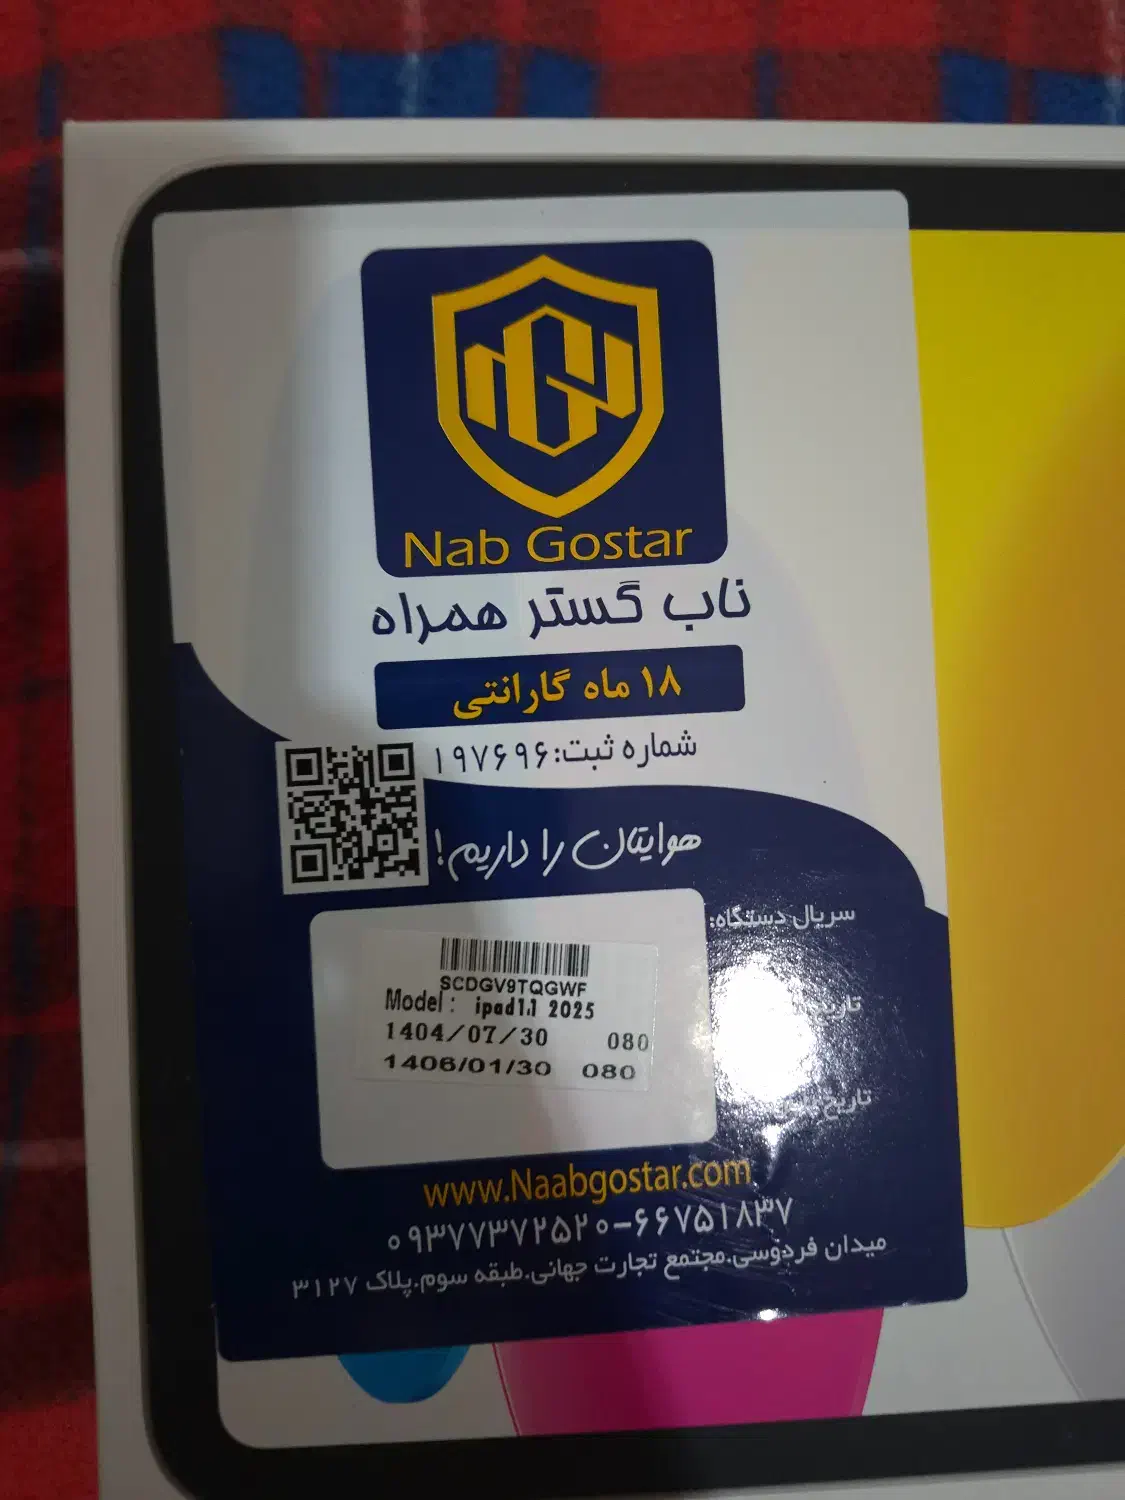 Nab Gostar
ناب گستر همراه
۱۸ ماه گارانتی
شماره ثبت:۱۹۷۶۹۶
هوایتان را داریم!
سریال دستگاه:
SCDGV9TQGWF
Model : ipad11 2025
تاریخ
1404/07/30 080
1406/01/30 080
تاریخ
www.Naabgostar.com
۰۹۳۷۷۳۷۲۵۲۰-۶۶۷۵۱۸۳۷
میدان فردوسی.مجتمع تجارت جهانی.طبقه سوم.پلاک ۳۱۲۷